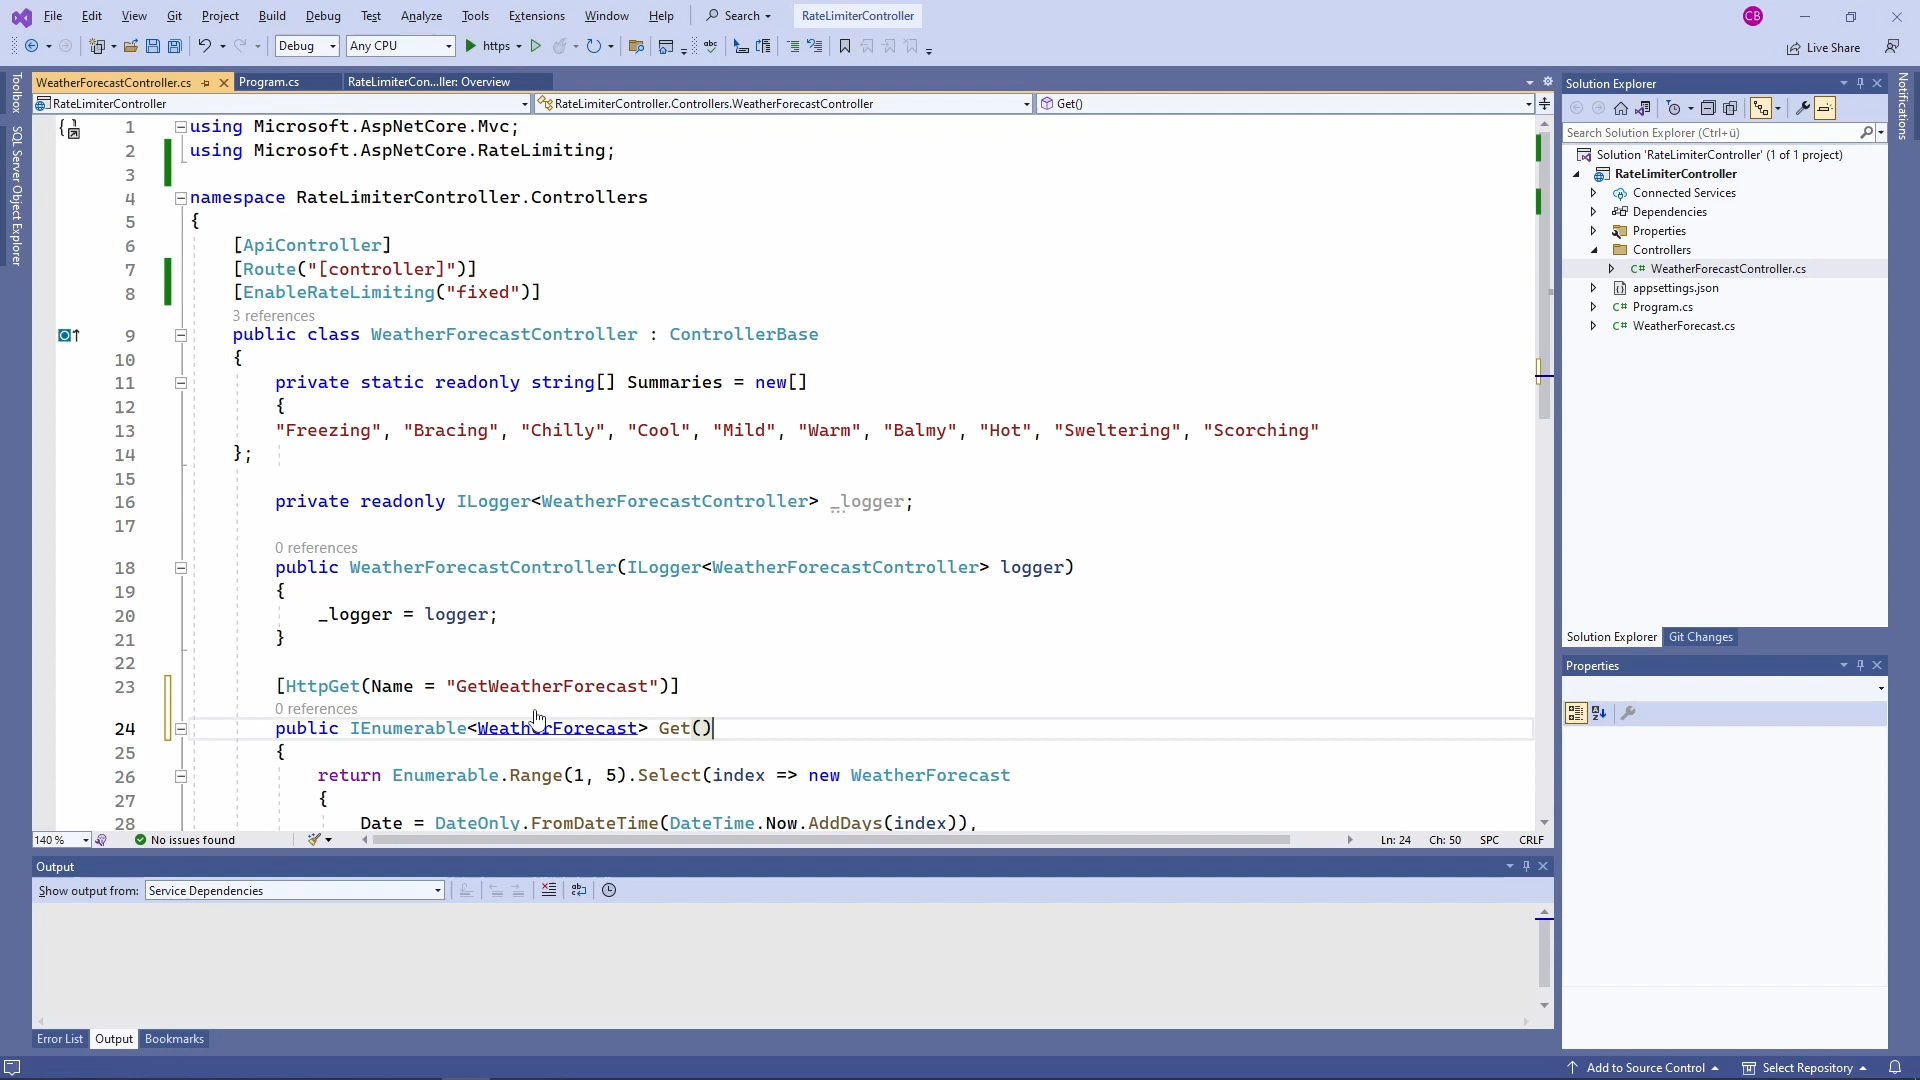 File Edit View Git Project Build Debug Test Analyze Tools Extensions Window Help Search RateLimiterController CB
Debug Any CPU https Live Share
WeatherForecastController.cs Program.cs RateLimiterCon...ller: Overview
RateLimiterController RateLimiterController.Controllers.WeatherForecastController Get()
Toolbox
SQL Server Object Explorer
1 using Microsoft.AspNetCore.Mvc;
2 using Microsoft.AspNetCore.RateLimiting;
3
4 namespace RateLimiterController.Controllers
5 {
6 [ApiController]
7 [Route("[controller]")]
8 [EnableRateLimiting("fixed")]
3 references
9 public class WeatherForecastController : ControllerBase
10 {
11 private static readonly string[] Summaries = new[]
12 {
13 "Freezing", "Bracing", "Chilly", "Cool", "Mild", "Warm", "Balmy", "Hot", "Sweltering", "Scorching"
14 };
15
16 private readonly ILogger<WeatherForecastController> _logger;
17
0 references
18 public WeatherForecastController(ILogger<WeatherForecastController> logger)
19 {
20 _logger = logger;
21 }
22
23 [HttpGet(Name = "GetWeatherForecast")]
0 references
24 public IEnumerable<WeatherForecast> Get()
25 {
26 return Enumerable.Range(1, 5).Select(index => new WeatherForecast
27 {
28 Date = DateOnly.FromDateTime(DateTime.Now.AddDays(index)),
140 % No issues found Ln: 24 Ch: 50 SPC CRLF
Output
Show output from: Service Dependencies
Error List Output Bookmarks
Solution Explorer
Search Solution Explorer (Ctrl+ü)
Solution 'RateLimiterController' (1 of 1 project)
RateLimiterController
Connected Services
Dependencies
Properties
Controllers
C# WeatherForecastController.cs
appsettings.json
C# Program.cs
C# WeatherForecast.cs
Solution Explorer Git Changes
Properties
Notifications
Add to Source Control Select Repository